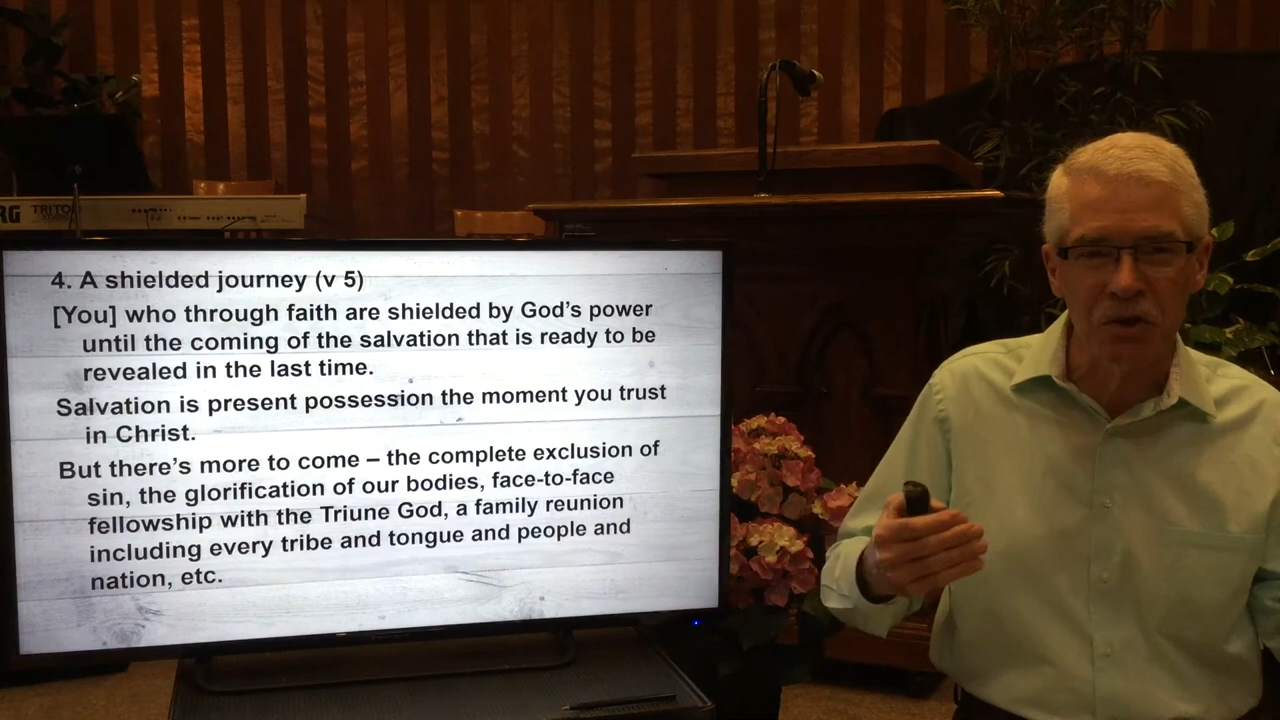 RG TRITON
4. A shielded journey (v 5)
[You] who through faith are shielded by God's power
until the coming of the salvation that is ready to be
revealed in the last time.
Salvation is present possession the moment you trust
in Christ.
But there's more to come – the complete exclusion of
sin, the glorification of our bodies, face-to-face
fellowship with the Triune God, a family reunion
including every tribe and tongue and people and
nation, etc.